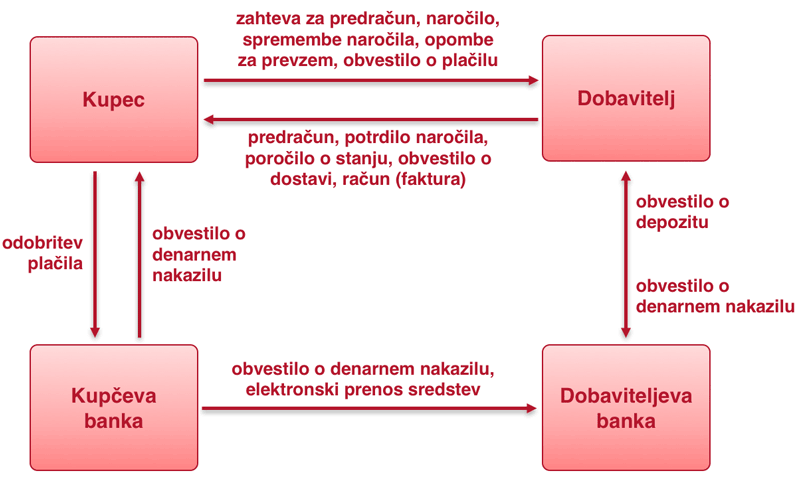 zahteva za predračun, naročilo,
spremembe naročila, opombe
za prevzem, obvestilo o plačilu
Kupec
Dobavitelj
predračun, potrdilo naročila,
poročilo o stanju, obvestilo o
dostavi, račun (faktura)
odobritev
plačila
obvestilo o
denarnem
nakazilu
obvestilo o
depozitu
obvestilo o
denarnem nakazilu
Kupčeva
banka
obvestilo o denarnem nakazilu,
elektronski prenos sredstev
Dobaviteljeva
banka